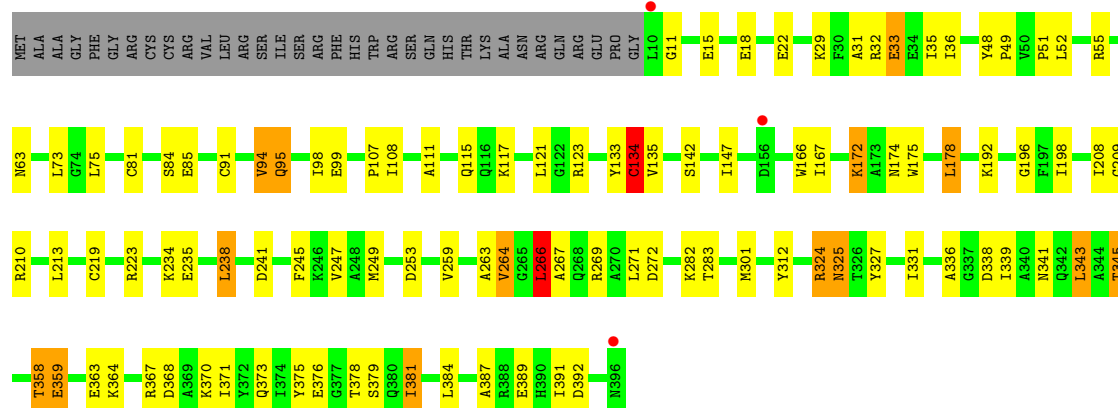 MET ALA ALA GLY PHE GLY ARG CYS CYS ARG VAL LEU ARG SER ILE SER ARG PHE HIS TRP ARG SER GLN HIS THR LYS ALA ASN ARG GLN ARG GLU PRO GLY L10 G11 E15 E18 E22 K29 F30 A31 R32 E33 E34 I35 I36 Y48 P49 V50 P51 L52 R55
N63 L73 G74 L75 C81 S84 E85 C91 V94 Q95 I98 E99 P107 I108 A111 Q115 Q116 K117 L121 G122 R123 Y133 C134 V135 S142 I147 D156 W166 I167 K172 A173 N174 W175 L178 K192 G196 F197 I198 I208 G209
R210 L213 C219 R223 K234 E235 L238 D241 F245 K246 V247 A248 M249 D253 V259 A263 V264 G265 L266 A267 Q268 R269 A270 L271 D272 K282 T283 M301 Y312 R324 N325 T326 Y327 I331 A336 G337 D338 I339 A340 N341 Q342 L343 A344 T345
T358 E359 E363 K364 R367 D368 A369 K370 I371 Y372 Q373 I374 Y375 E376 G377 T378 S379 Q380 I381 L384 A387 R388 E389 H390 I391 D392 N396